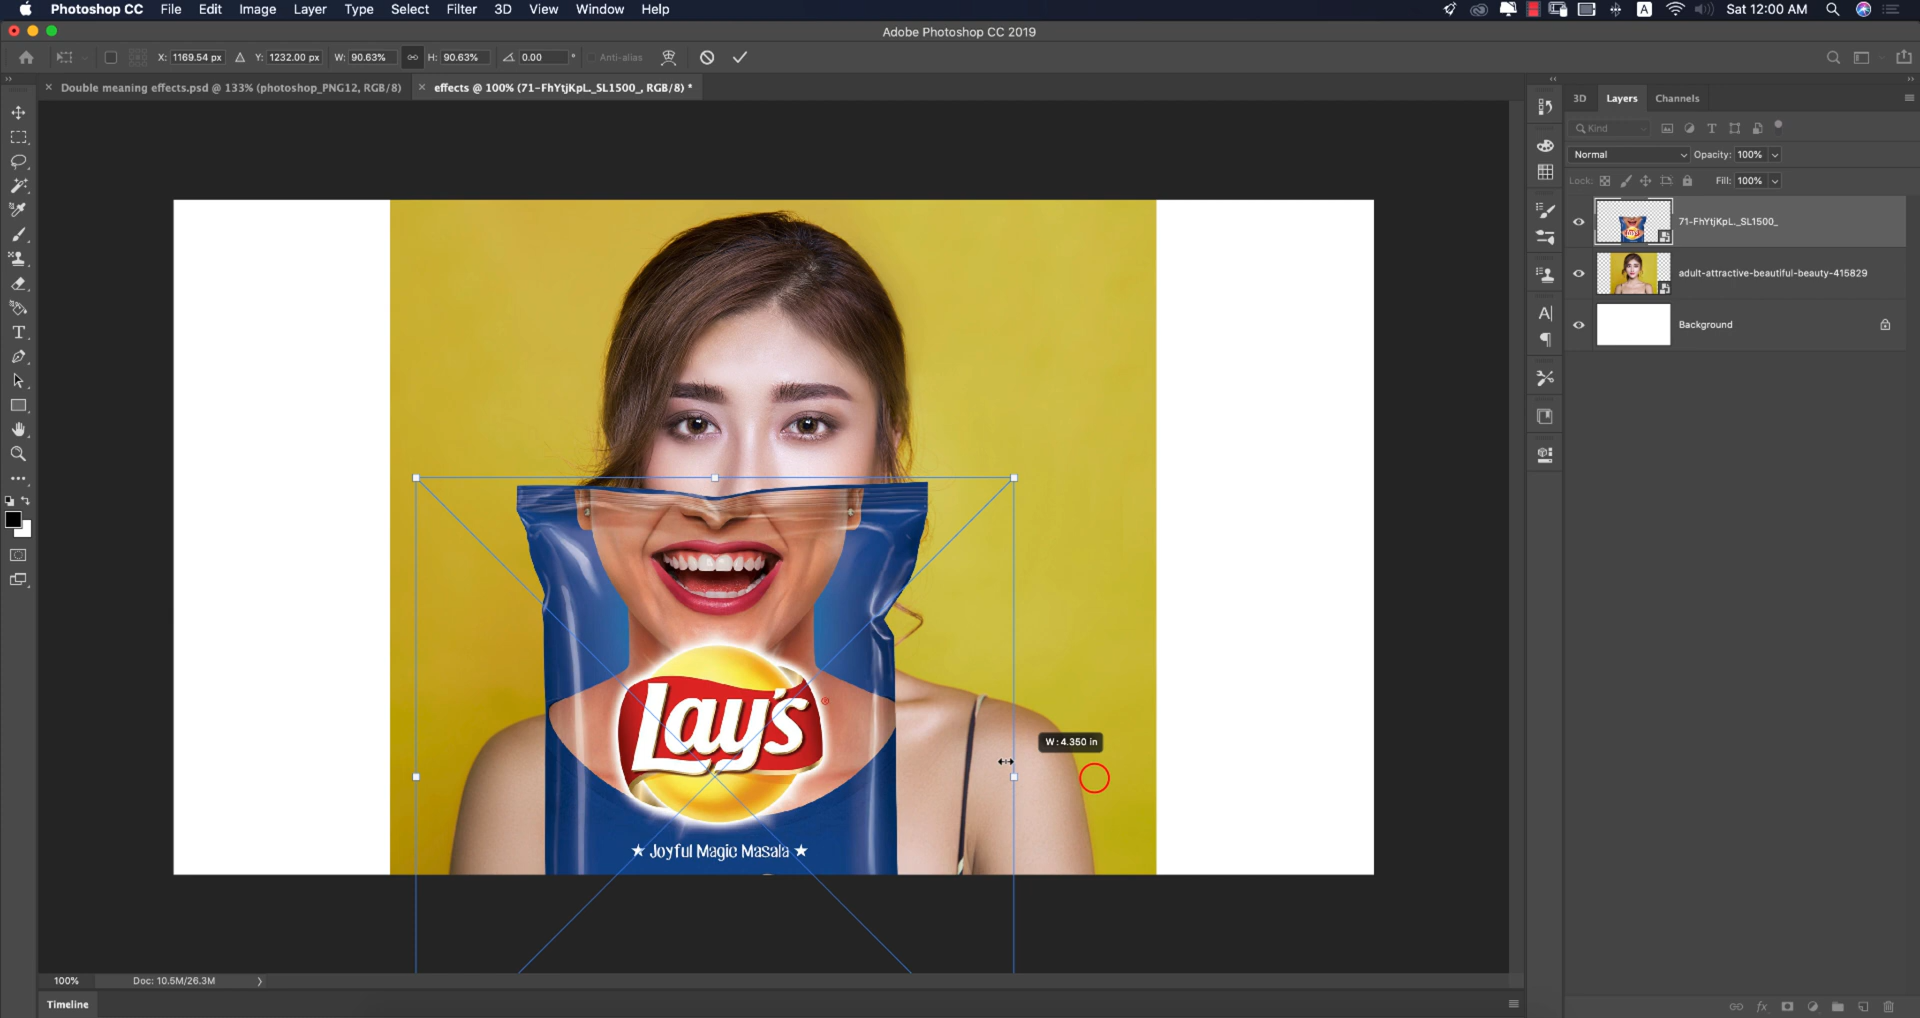 Photoshop CC File Edit Image Layer Type Select Filter 3D View Window Help A Sat 12:00 AM
Adobe Photoshop CC 2019
X: 1169.54 px Y: 1232.00 px W: 90.63% H: 90.63% 0.00 ° Anti-alias
Double meaning effects.psd @ 133% (photoshop_PNG12, RGB/8) effects @ 100% (71-FhYtjKpL._SL1500_, RGB/8) *
3D Layers Channels
Kind
Normal Opacity: 100%
Lock: Fill: 100%
71-FhYtjKpL._SL1500_
adult-attractive-beautiful-beauty-415829
Background
Lay's ®
W: 4.350 in
★ Joyful Magic Masala ★
100% Doc: 10.5M/26.3M
Timeline